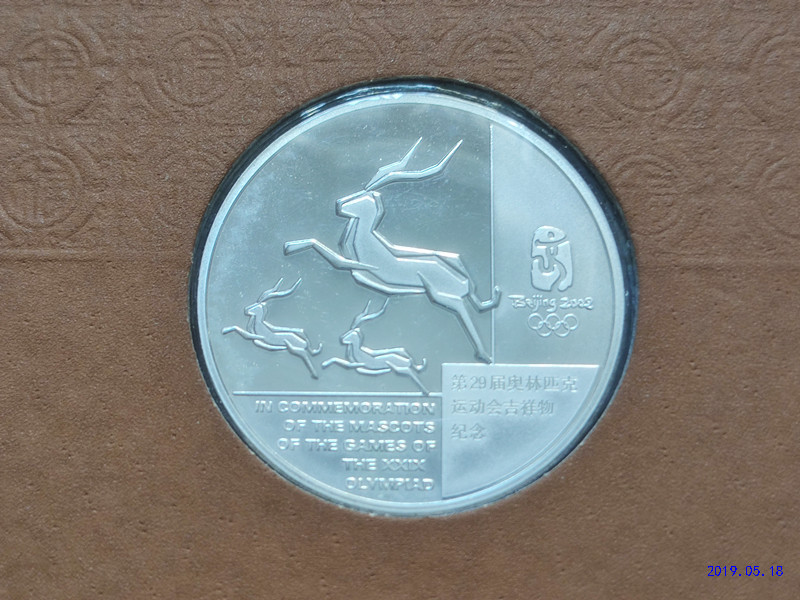 Beijing 2008
第29届奥林匹克
运动会吉祥物
纪念
IN COMMEMORATION
OF THE MASCOTS
OF THE GAMES OF
THE XXIX
OLYMPIAD
2019.05.18